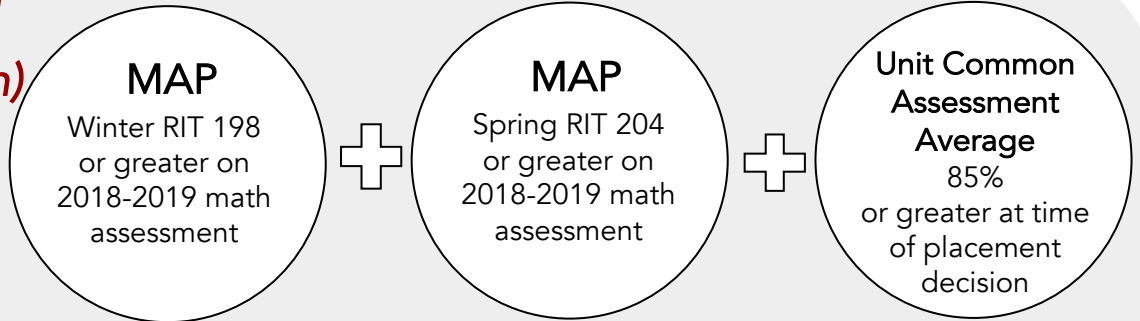 n)
MAP
Winter RIT 198
or greater on
2018-2019 math
assessment
MAP
Spring RIT 204
or greater on
2018-2019 math
assessment
Unit Common
Assessment
Average
85%
or greater at time
of placement
decision